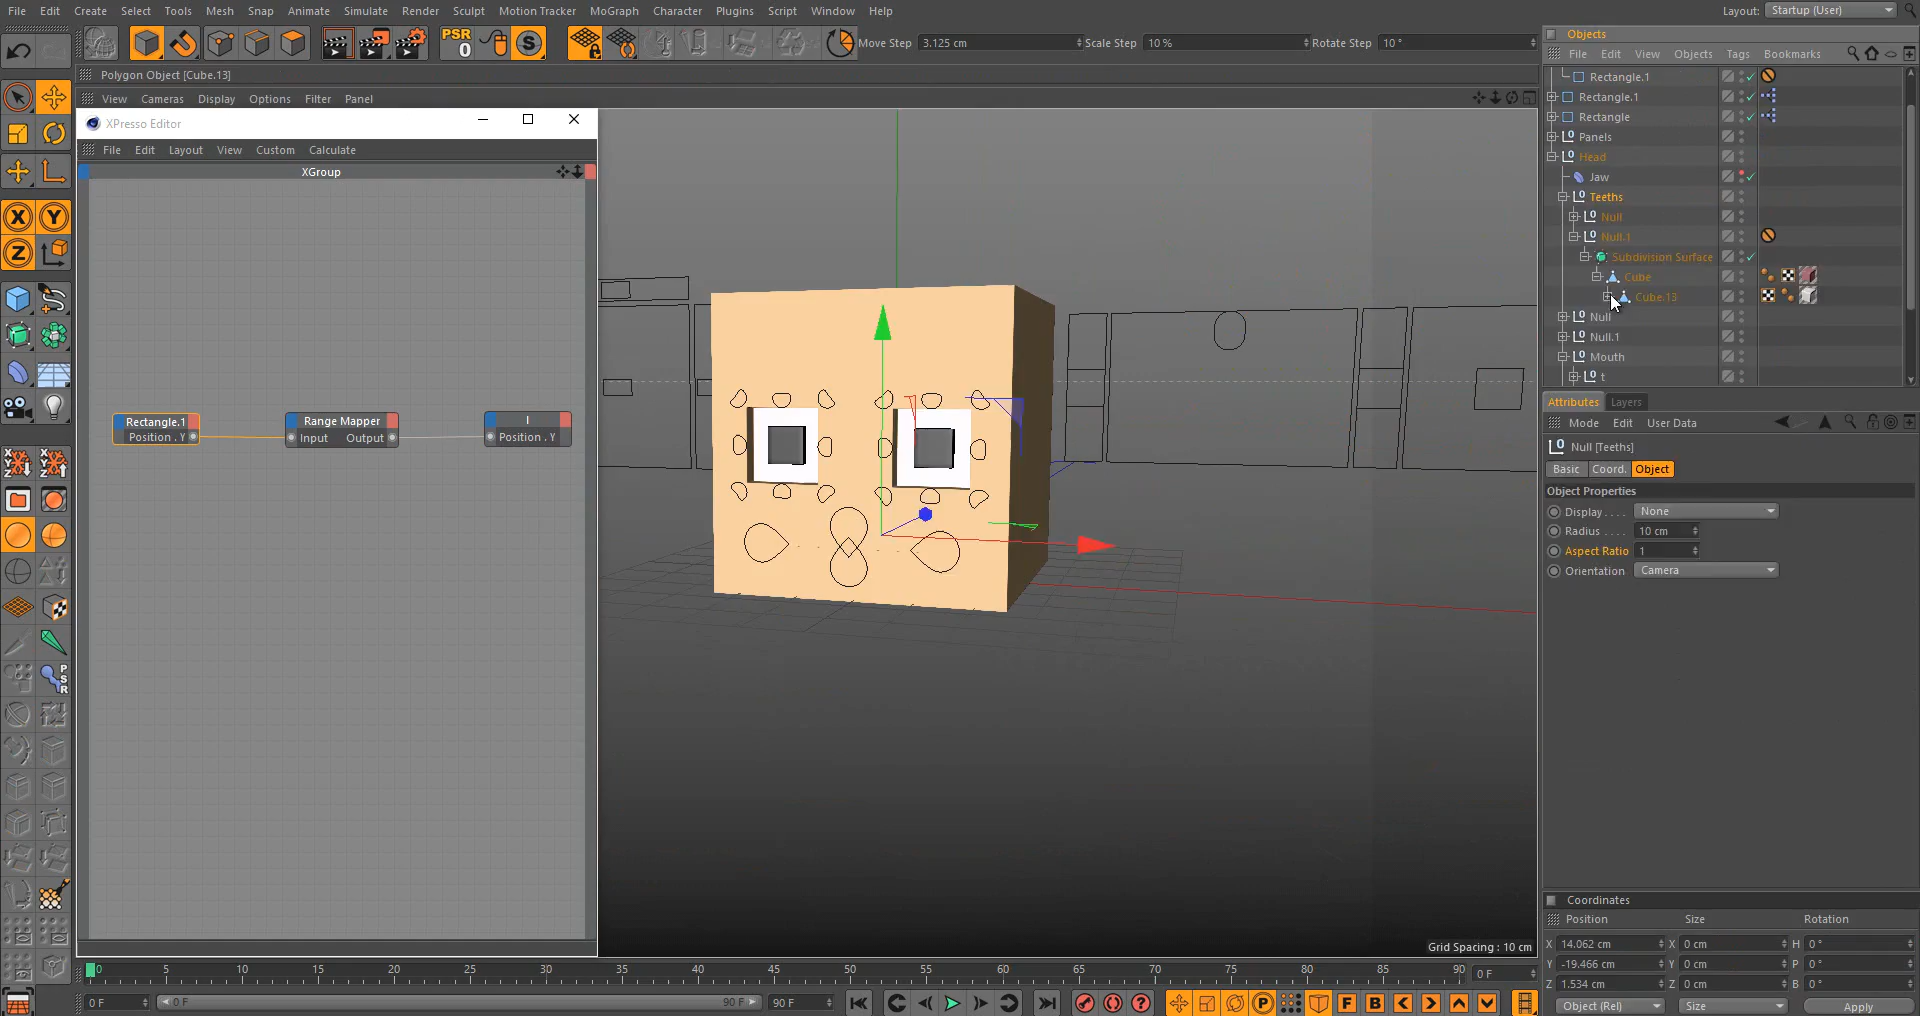 File Edit Create Select Tools Mesh Snap Animate Simulate Render Sculpt Motion Tracker MoGraph Character Plugins Script Window Help
Layout: Startup (User)
PSR
0
S
Move Step 3.125 cm Scale Step 10 % Rotate Step 10 °
Polygon Object [Cube.13]
View Cameras Display Options Filter Panel
XPresso Editor
File Edit Layout View Custom Calculate
XGroup
Rectangle.1
Position . Y
Range Mapper
Input Output
Position . Y
X Y
Z
P
S
R
Grid Spacing : 10 cm
Objects
File Edit View Objects Tags Bookmarks
Rectangle.1
Rectangle.1
Rectangle
Panels
Head
Jaw
Teeths
Null
Null.1
Subdivision Surface
Cube
Cube.13
Null
Null.1
Mouth
t
Attributes Layers
Mode Edit User Data
Null [Teeths]
Basic Coord. Object
Object Properties
Display . . . . None
Radius . . . . 10 cm
Aspect Ratio 1
Orientation Camera
Coordinates
Position Size Rotation
X 14.062 cm X 0 cm H 0 °
Y -19.466 cm Y 0 cm P 0 °
Z 1.534 cm Z 0 cm B 0 °
Object (Rel) Size Apply
0 5 10 15 20 25 30 35 40 45 50 55 60 65 70 75 80 85 90 0 F
0 F 0 F 90 F 90 F
P F B